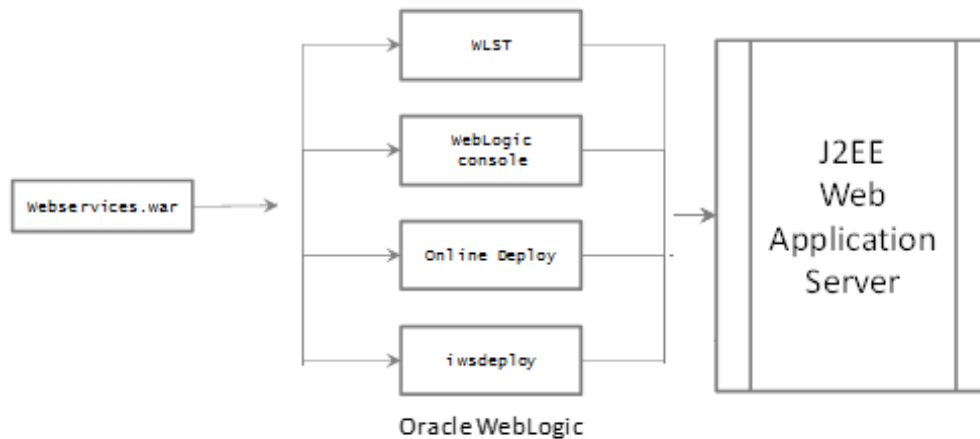 WLST
WebLogic
console
Webservices.war
Online Deploy
iwsdeploy
Oracle WebLogic
J2EE
Web
Application
Server